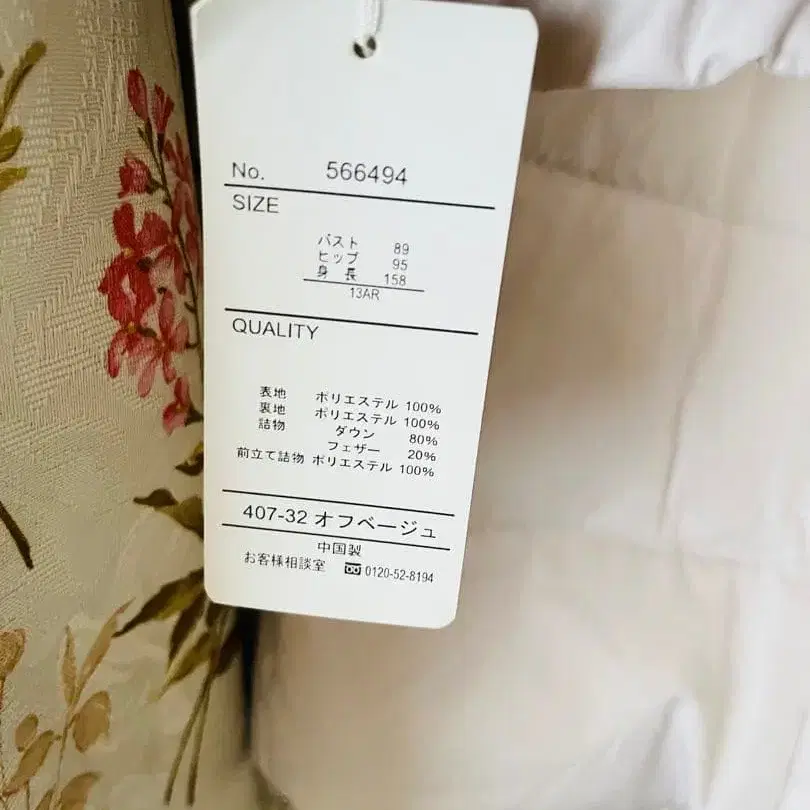 No. 566494
SIZE
バスト 89
ヒップ 95
身長 158
13AR
QUALITY
表地 ポリエステル 100%
裏地 ポリエステル 100%
詰物 ダウン 80%
フェザー 20%
前立て詰物 ポリエステル 100%
407-32 オフベージュ
中国製
お客様相談室 0120-52-8194